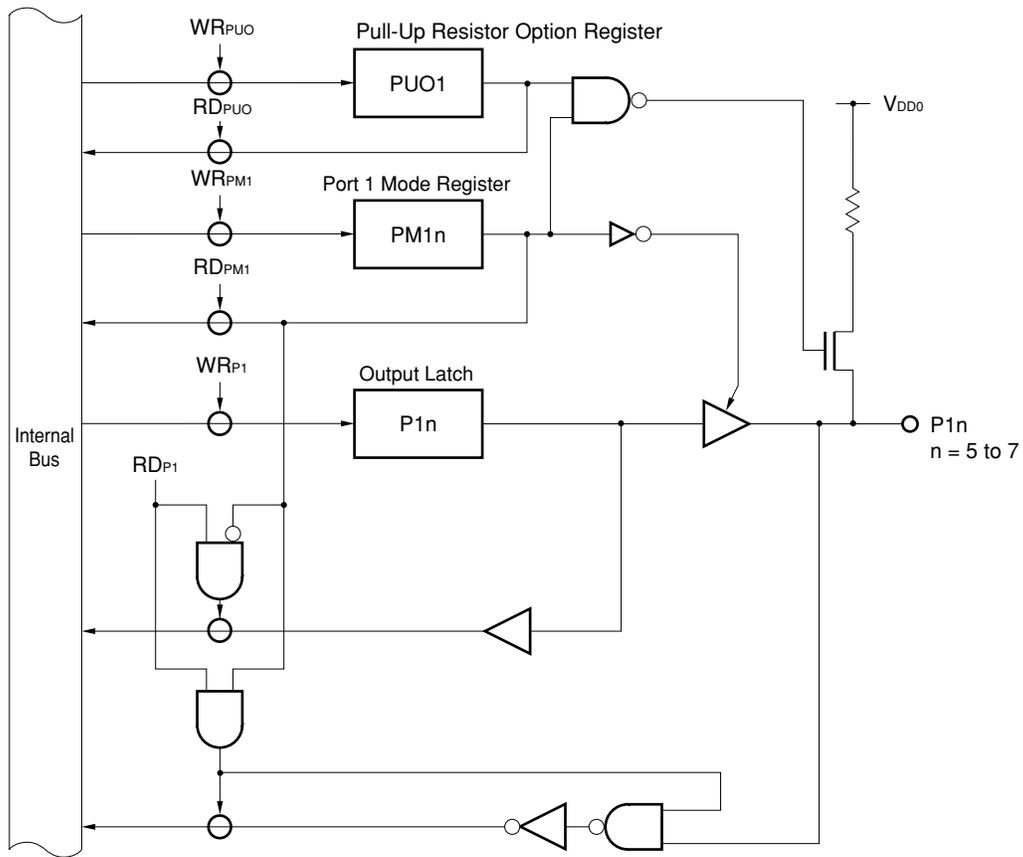 WRPUO
Pull-Up Resistor Option Register
PUO1
RDPUO
VDD0
WRPM1
Port 1 Mode Register
PM1n
RDPM1
WRP1
Output Latch
P1n
P1n
n = 5 to 7
Internal
Bus
RDP1